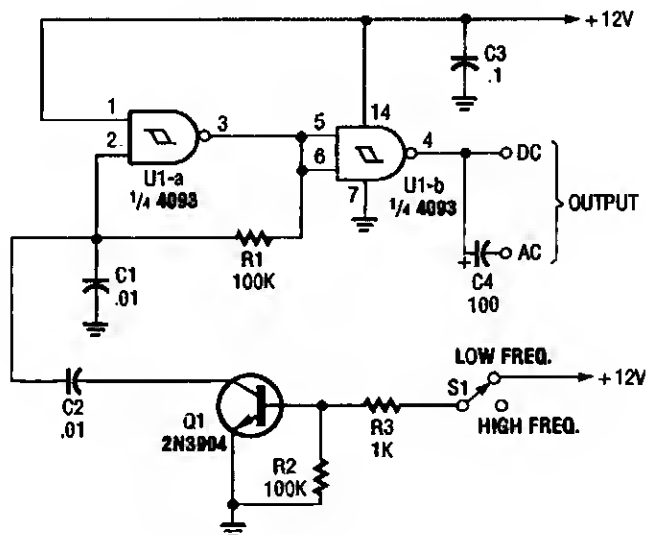 +12V
C3
.1
1
2
3
14
5
6
4
7
DC
OUTPUT
AC
U1-a
1/4 4093
U1-b
1/4 4093
R1
100K
C1
.01
+
C4
100
LOW FREQ.
S1
+12V
HIGH FREQ.
C2
.01
Q1
2N3904
R3
1K
R2
100K